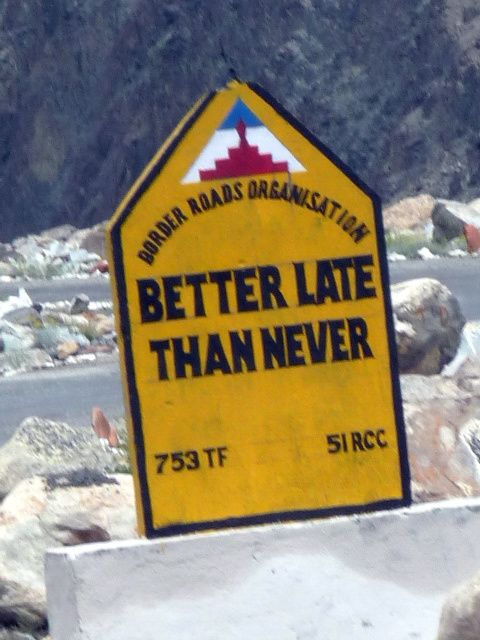 BORDER ROADS ORGANISATION
BETTER LATE
THAN NEVER
753 TF 51 RCC